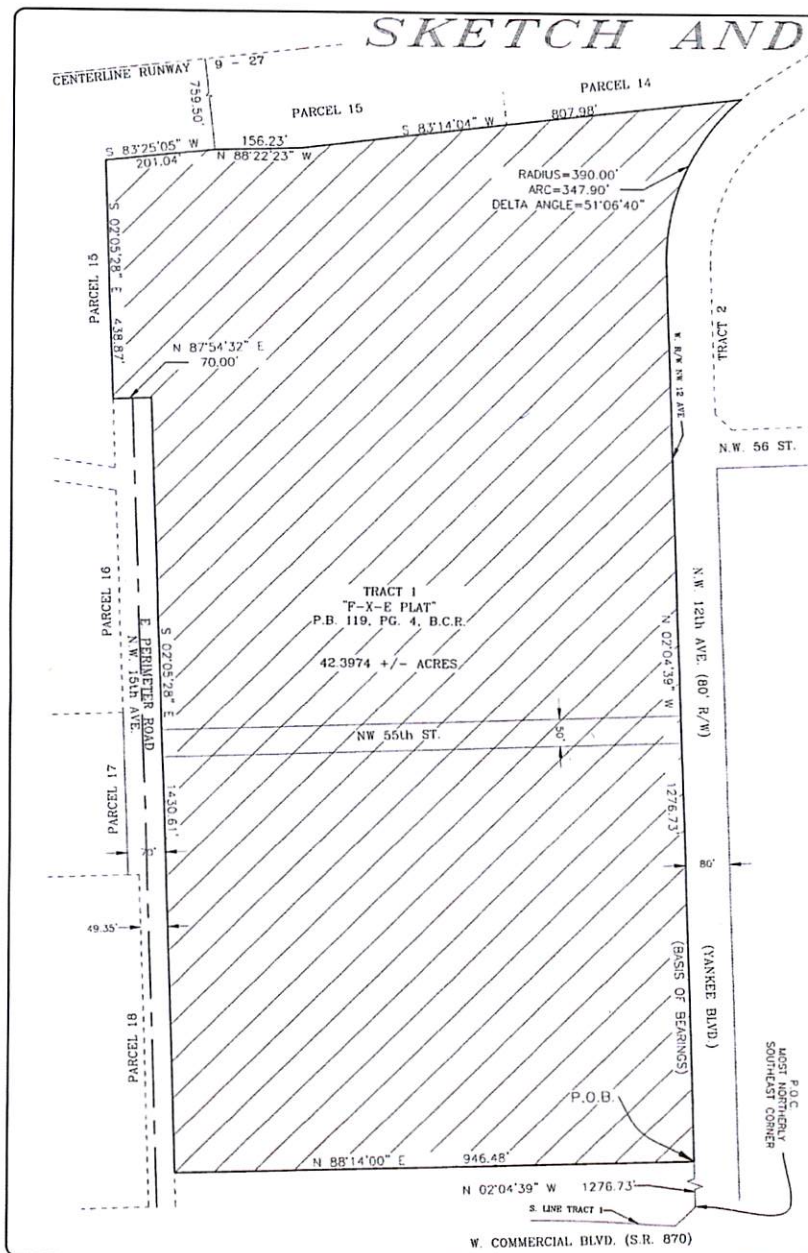 SKETCH AND
CENTERLINE RUNWAY 9 - 27
759.50'
PARCEL 15
PARCEL 14
S 83°25'05" W
201.04'
156.23'
N 88°22'23" W
S 83°14'04" W
807.98'
RADIUS=390.00'
ARC=347.90'
DELTA ANGLE=51°06'40"
PARCEL 15
S 02°05'28" E 438.87'
N 87°54'32" E
70.00'
TRACT 2
W. R/W NW 12 AVE
N.W. 56 ST.
TRACT 1
"F-X-E PLAT"
P.B. 119, PG. 4, B.C.R.
42.3974 +/- ACRES
PARCEL 16
E. PERIMETER ROAD
N.W. 15th AVE.
S 02°05'28" E
1430.61'
N 02°04'39" W
1276.73'
N.W. 12th AVE. (80' R/W)
NW 55th ST.
50'
PARCEL 17
70'
80'
49.35'
(BASIS OF BEARINGS)
(YANKEE BLVD.)
PARCEL 18
P.O.C.
MOST NORTHERLY
SOUTHEAST CORNER
P.O.B.
N 88°14'00" E
946.48'
N 02°04'39" W 1276.73'
S. LINE TRACT 1
W. COMMERCIAL BLVD. (S.R. 870)